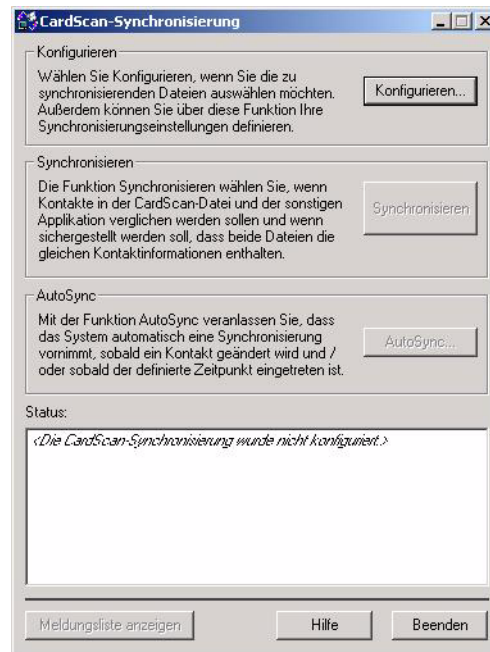 CardScan-Synchronisierung
Konfigurieren
Wählen Sie Konfigurieren, wenn Sie die zu
synchronisierenden Dateien auswählen möchten.
Außerdem können Sie über diese Funktion Ihre
Synchronisierungseinstellungen definieren.
Konfigurieren...
Synchronisieren
Die Funktion Synchronisieren wählen Sie, wenn
Kontakte in der CardScan-Datei und der sonstigen
Applikation verglichen werden sollen und wenn
sichergestellt werden soll, dass beide Dateien die
gleichen Kontaktinformationen enthalten.
Synchronisieren
AutoSync
Mit der Funktion AutoSync veranlassen Sie, dass
das System automatisch eine Synchronisierung
vornimmt, sobald ein Kontakt geändert wird und /
oder sobald der definierte Zeitpunkt eingetreten ist.
AutoSync...
Status:
<Die CardScan-Synchronisierung wurde nicht konfiguriert.>
Meldungsliste anzeigen
Hilfe
Beenden